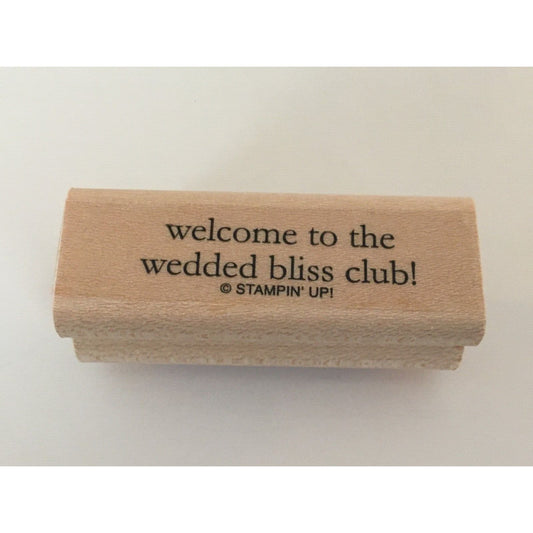 welcome to the
wedded bliss club!
© STAMPIN' UP!